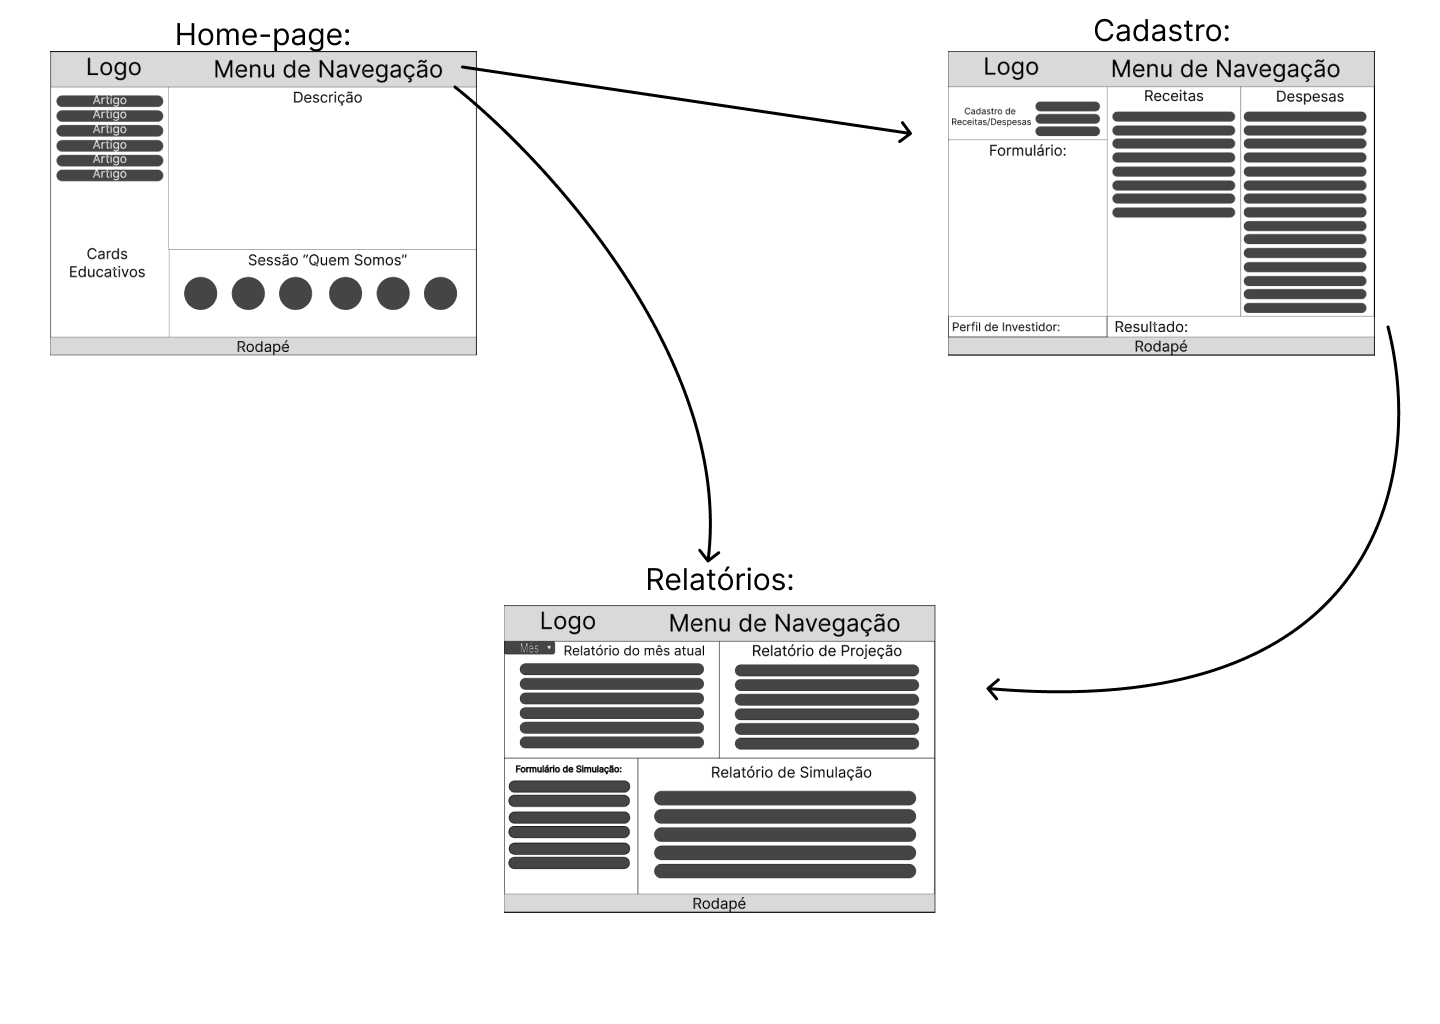 Home-page:
Logo
Menu de Navegação
Artigo
Artigo
Artigo
Artigo
Artigo
Artigo
Cards
Educativos
Descrição
Sessão “Quem Somos”
Rodapé
Cadastro:
Logo
Menu de Navegação
Cadastro de
Receitas/Despesas
Formulário:
Receitas
Despesas
Perfil de Investidor:
Resultado:
Rodapé
Relatórios:
Logo
Menu de Navegação
Mês
Relatório do mês atual
Relatório de Projeção
Formulário de Simulação:
Relatório de Simulação
Rodapé